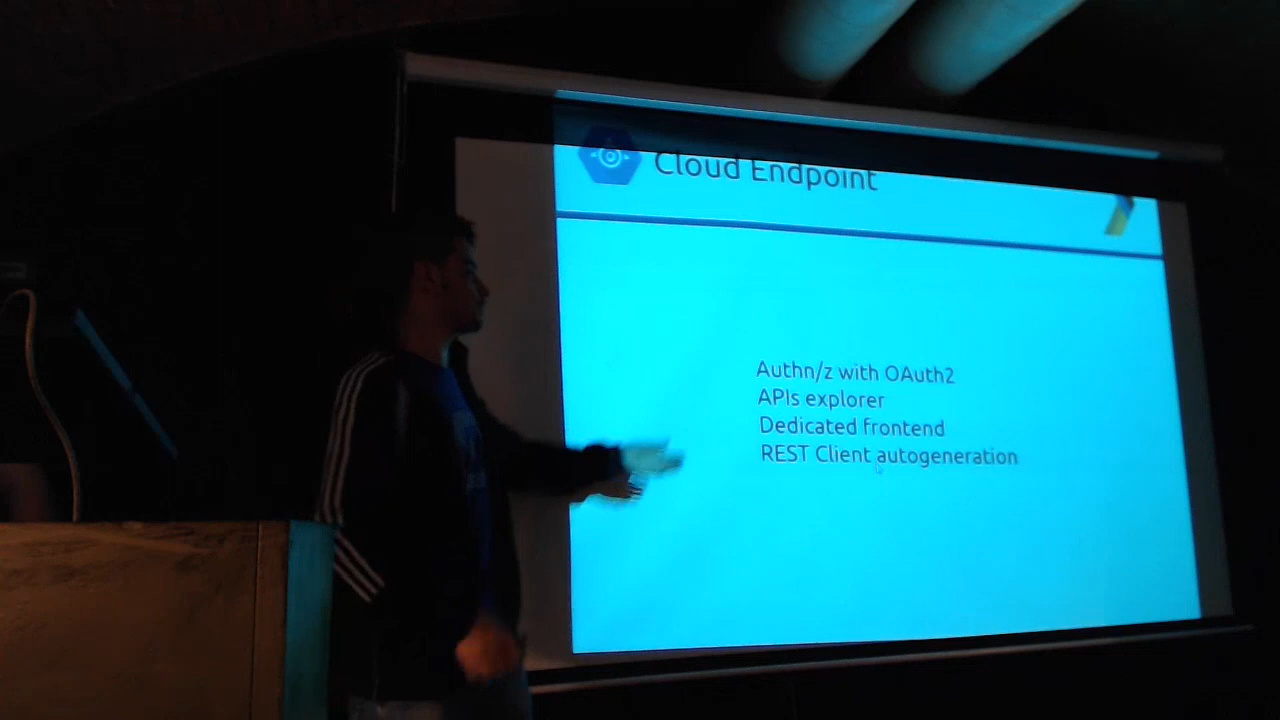 Cloud Endpoint
Authn/z with OAuth2
APIs explorer
Dedicated frontend
REST Client autogeneration